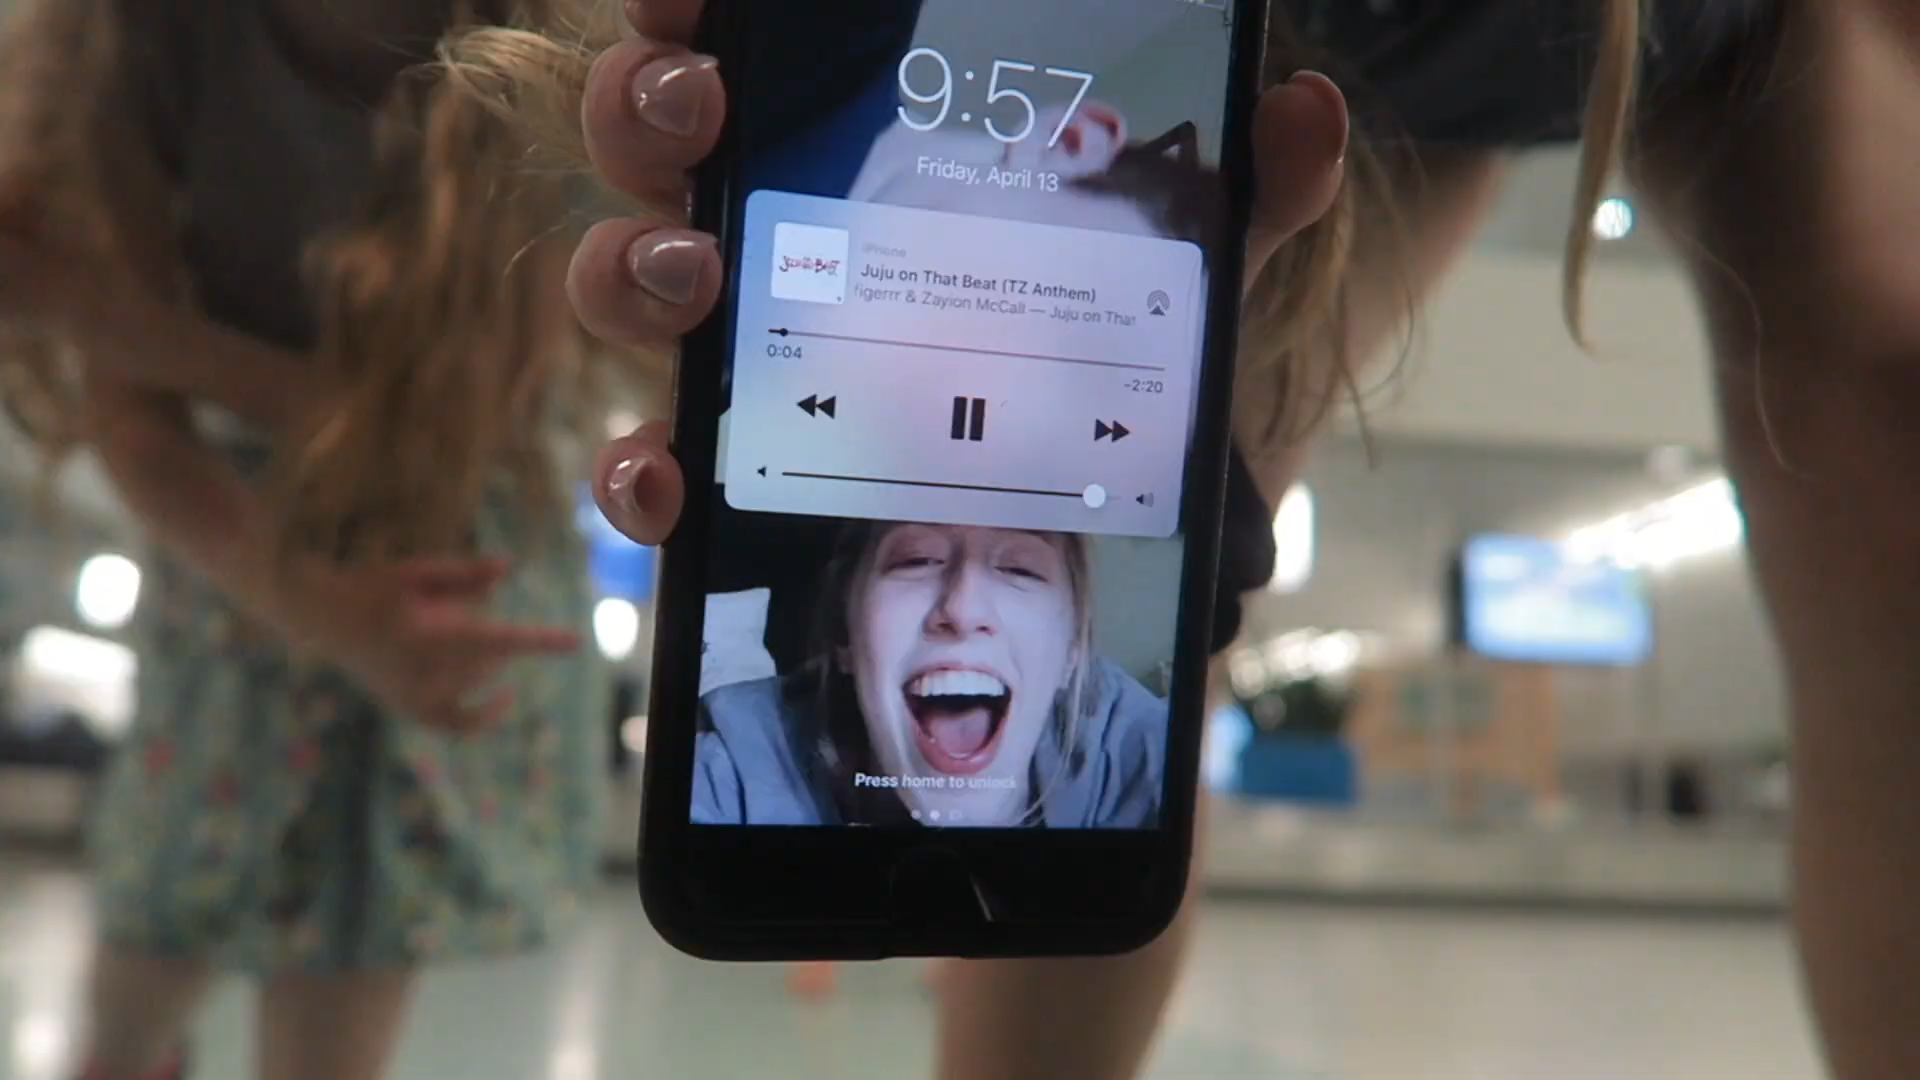 9:57
Friday, April 13
iPhone
Juju on That Beat (TZ Anthem)
figerrr & Zayion McCall — Juju on That
0:04
-2:20
Press home to unlock